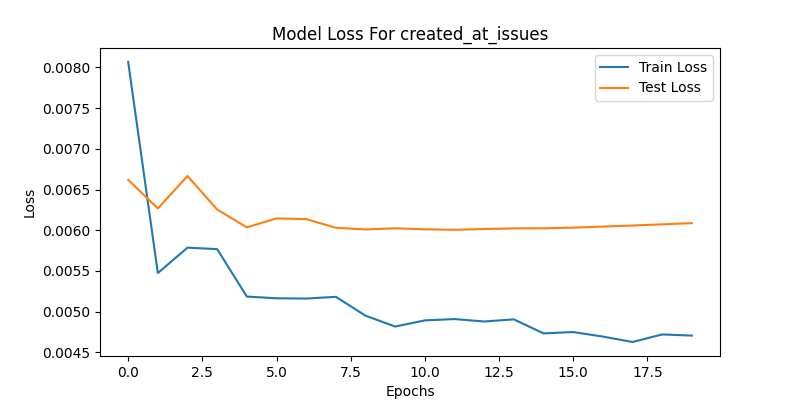 Model Loss For created_at_issues
Train Loss
Test Loss
Loss
0.0080
0.0075
0.0070
0.0065
0.0060
0.0055
0.0050
0.0045
0.0 2.5 5.0 7.5 10.0 12.5 15.0 17.5
Epochs